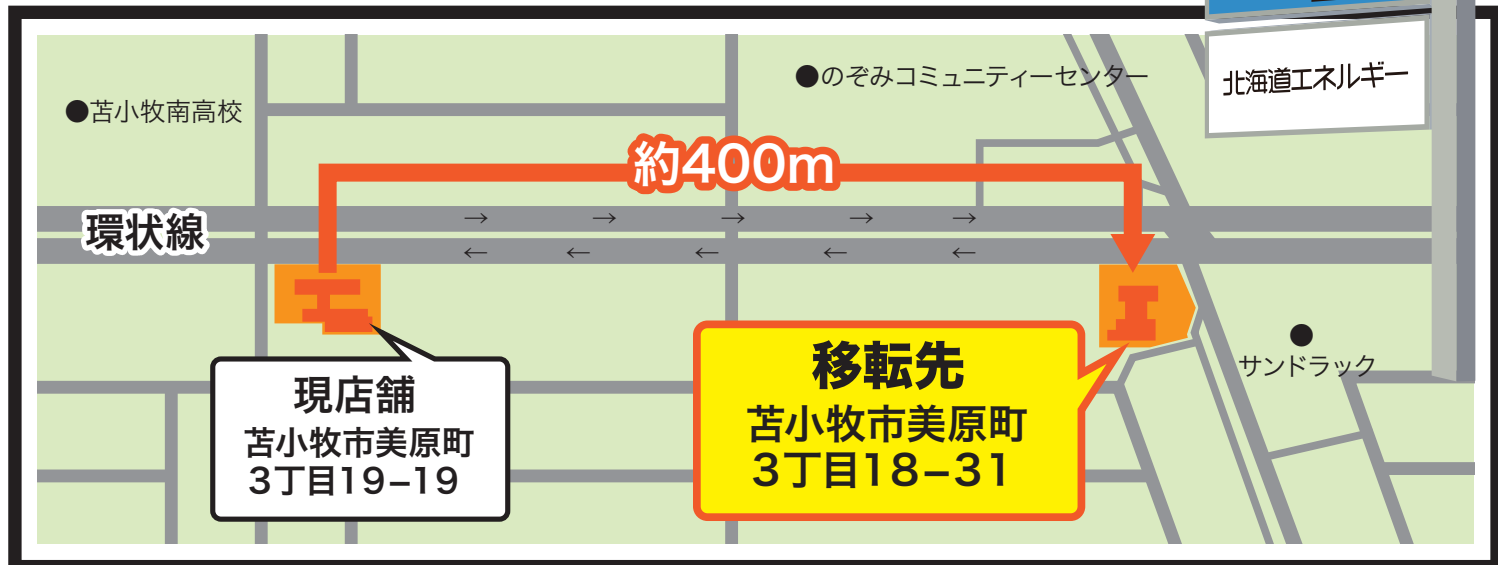 北海道エネルギー
●のぞみコミュニティーセンター
●苫小牧南高校
約400m
環状線
→ → → → →
← ← ← ← ←
現店舗
苫小牧市美原町
3丁目19–19
移転先
苫小牧市美原町
3丁目18–31
●
サンドラック